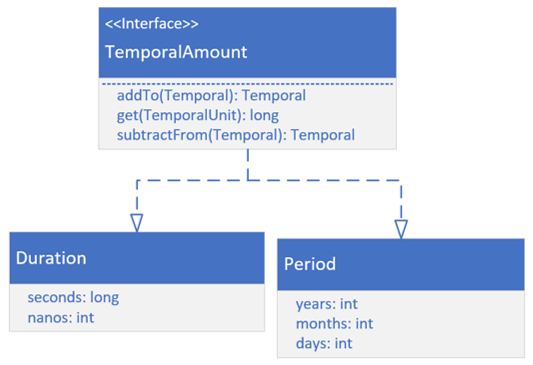 <<Interface>>
TemporalAmount
addTo(Temporal): Temporal
get(TemporalUnit): long
subtractFrom(Temporal): Temporal
Duration
seconds: long
nanos: int
Period
years: int
months: int
days: int